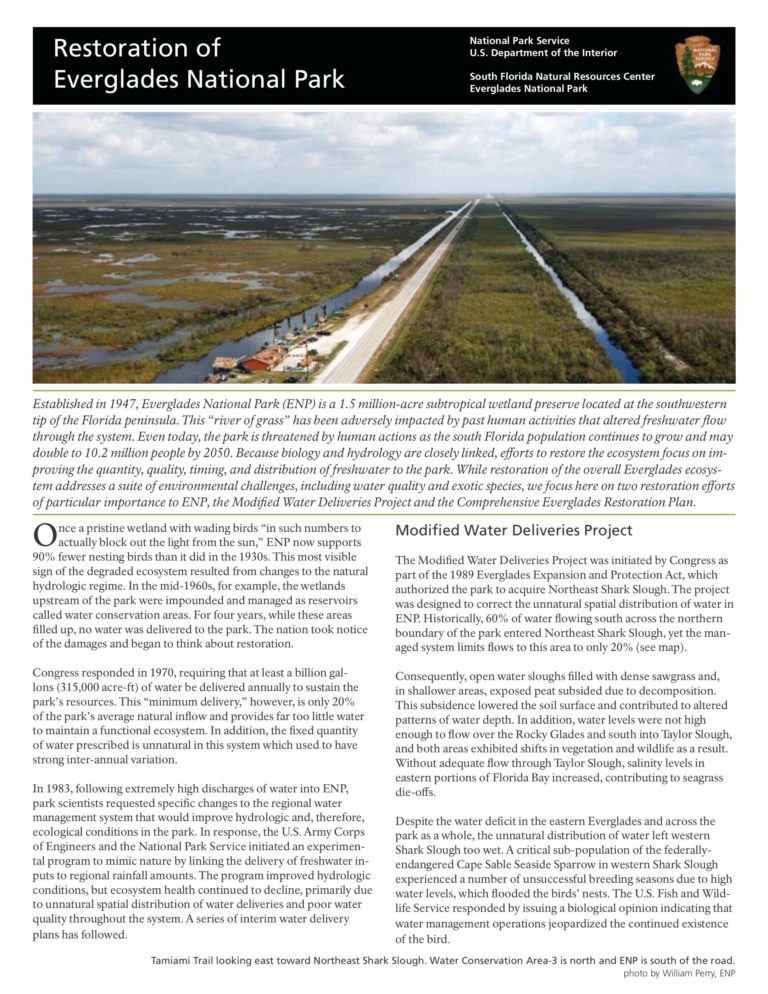 Restoration of
Everglades National Park
National Park Service
U.S. Department of the Interior
South Florida Natural Resources Center
Everglades National Park
NATIONAL
PARK
SERVICE
Established in 1947, Everglades National Park (ENP) is a 1.5 million-acre subtropical wetland preserve located at the southwestern
tip of the Florida peninsula. This “river of grass” has been adversely impacted by past human activities that altered freshwater flow
through the system. Even today, the park is threatened by human actions as the south Florida population continues to grow and may
double to 10.2 million people by 2050. Because biology and hydrology are closely linked, efforts to restore the ecosystem focus on im-
proving the quantity, quality, timing, and distribution of freshwater to the park. While restoration of the overall Everglades ecosys-
tem addresses a suite of environmental challenges, including water quality and exotic species, we focus here on two restoration efforts
of particular importance to ENP, the Modified Water Deliveries Project and the Comprehensive Everglades Restoration Plan.
Once a pristine wetland with wading birds “in such numbers to
actually block out the light from the sun,” ENP now supports
90% fewer nesting birds than it did in the 1930s. This most visible
sign of the degraded ecosystem resulted from changes to the natural
hydrologic regime. In the mid-1960s, for example, the wetlands
upstream of the park were impounded and managed as reservoirs
called water conservation areas. For four years, while these areas
filled up, no water was delivered to the park. The nation took notice
of the damages and began to think about restoration.
Congress responded in 1970, requiring that at least a billion gal-
lons (315,000 acre-ft) of water be delivered annually to sustain the
park’s resources. This “minimum delivery,” however, is only 20%
of the park’s average natural inflow and provides far too little water
to maintain a functional ecosystem. In addition, the fixed quantity
of water prescribed is unnatural in this system which used to have
strong inter-annual variation.
In 1983, following extremely high discharges of water into ENP,
park scientists requested specific changes to the regional water
management system that would improve hydrologic and, therefore,
ecological conditions in the park. In response, the U.S. Army Corps
of Engineers and the National Park Service initiated an experimen-
tal program to mimic nature by linking the delivery of freshwater in-
puts to regional rainfall amounts. The program improved hydrologic
conditions, but ecosystem health continued to decline, primarily due
to unnatural spatial distribution of water deliveries and poor water
quality throughout the system. A series of interim water delivery
plans has followed.
Modified Water Deliveries Project
The Modified Water Deliveries Project was initiated by Congress as
part of the 1989 Everglades Expansion and Protection Act, which
authorized the park to acquire Northeast Shark Slough. The project
was designed to correct the unnatural spatial distribution of water in
ENP. Historically, 60% of water flowing south across the northern
boundary of the park entered Northeast Shark Slough, yet the man-
aged system limits flows to this area to only 20% (see map).
Consequently, open water sloughs filled with dense sawgrass and,
in shallower areas, exposed peat subsided due to decomposition.
This subsidence lowered the soil surface and contributed to altered
patterns of water depth. In addition, water levels were not high
enough to flow over the Rocky Glades and south into Taylor Slough,
and both areas exhibited shifts in vegetation and wildlife as a result.
Without adequate flow through Taylor Slough, salinity levels in
eastern portions of Florida Bay increased, contributing to seagrass
die-offs.
Despite the water deficit in the eastern Everglades and across the
park as a whole, the unnatural distribution of water left western
Shark Slough too wet. A critical sub-population of the federally-
endangered Cape Sable Seaside Sparrow in western Shark Slough
experienced a number of unsuccessful breeding seasons due to high
water levels, which flooded the birds’ nests. The U.S. Fish and Wild-
life Service responded by issuing a biological opinion indicating that
water management operations jeopardized the continued existence
of the bird.
Tamiami Trail looking east toward Northeast Shark Slough. Water Conservation Area-3 is north and ENP is south of the road.
photo by William Perry, ENP